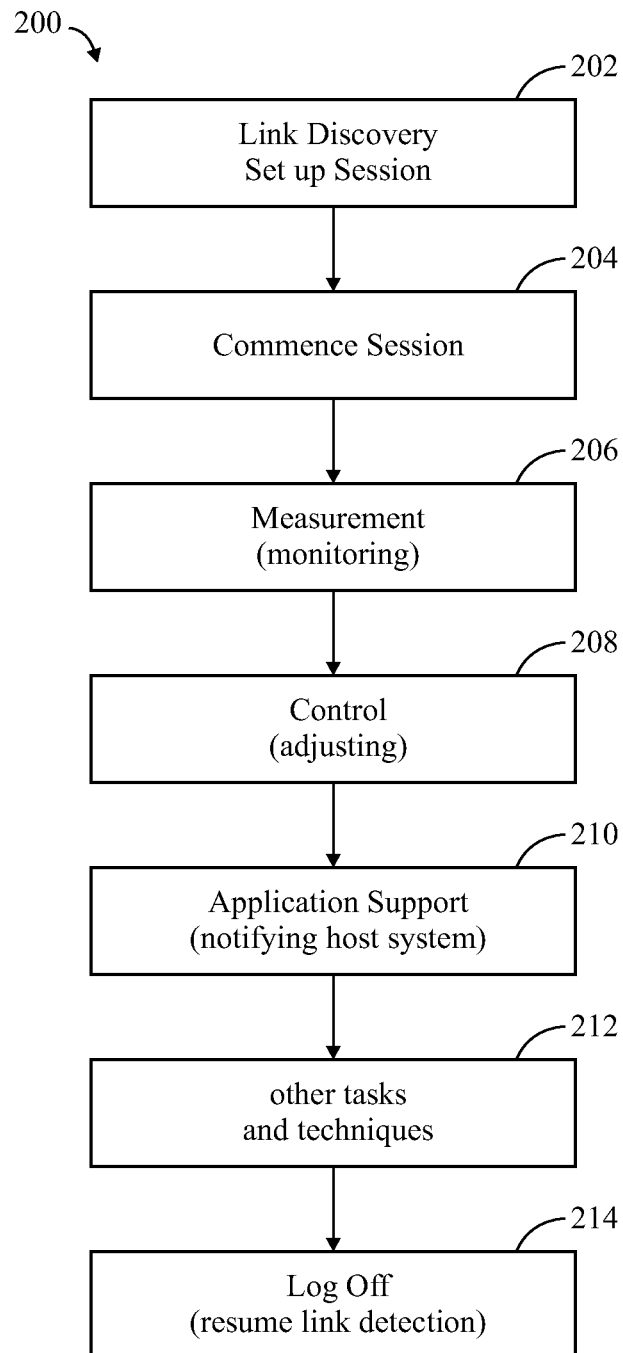 200
202
Link Discovery
Set up Session
204
Commence Session
206
Measurement
(monitoring)
208
Control
(adjusting)
210
Application Support
(notifying host system)
212
other tasks
and techniques
214
Log Off
(resume link detection)